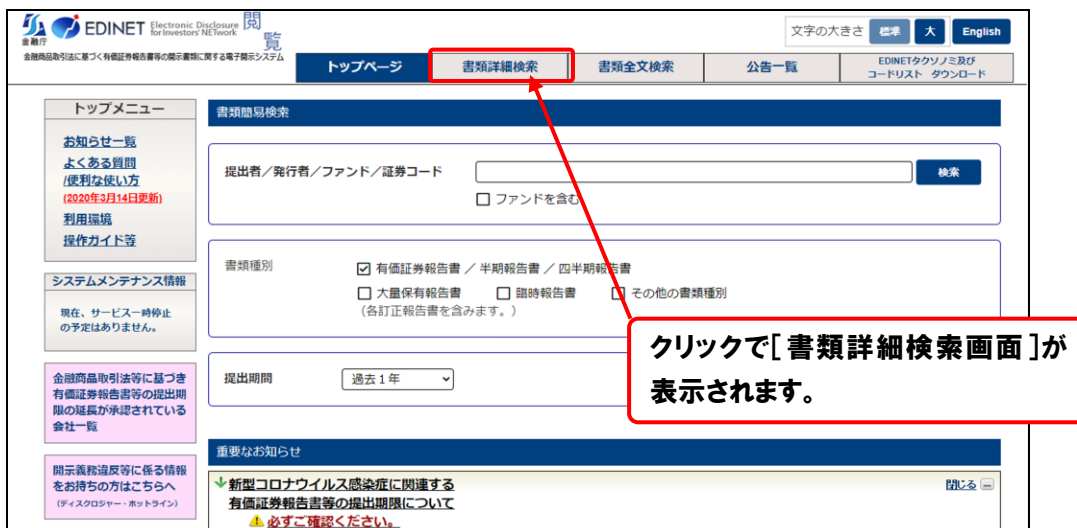 EDINET Electronic Disclosure for Investors' NETwork 閲覧
金融庁
金融商品取引法に基づく有価証券報告書等の開示書類に関する電子開示システム
文字の大きさ 標準 大 English
トップページ 書類詳細検索 書類全文検索 公告一覧 EDINETタクソノミ及び
コードリスト ダウンロード
トップメニュー
お知らせ一覧
よくある質問
/便利な使い方
(2020年3月14日更新)
利用環境
操作ガイド等
システムメンテナンス情報
現在、サービス一時停止
の予定はありません。
金融商品取引法等に基づき
有価証券報告書等の提出期
限の延長が承認されている
会社一覧
開示義務違反等に係る情報
をお持ちの方はこちらへ
(ディスクロジャー・ホットライン)
書類簡易検索
提出者／発行者／ファンド／証券コード 検索
ファンドを含む
書類種別 有価証券報告書 ／ 半期報告書 ／ 四半期報告書
大量保有報告書 臨時報告書 その他の書類種別
(各訂正報告書を含みます。)
提出期間 過去１年
クリックで[書類詳細検索画面]が
表示されます。
重要なお知らせ
新型コロナウイルス感染症に関連する 閉じる
有価証券報告書等の提出期限について
必ずご確認ください。